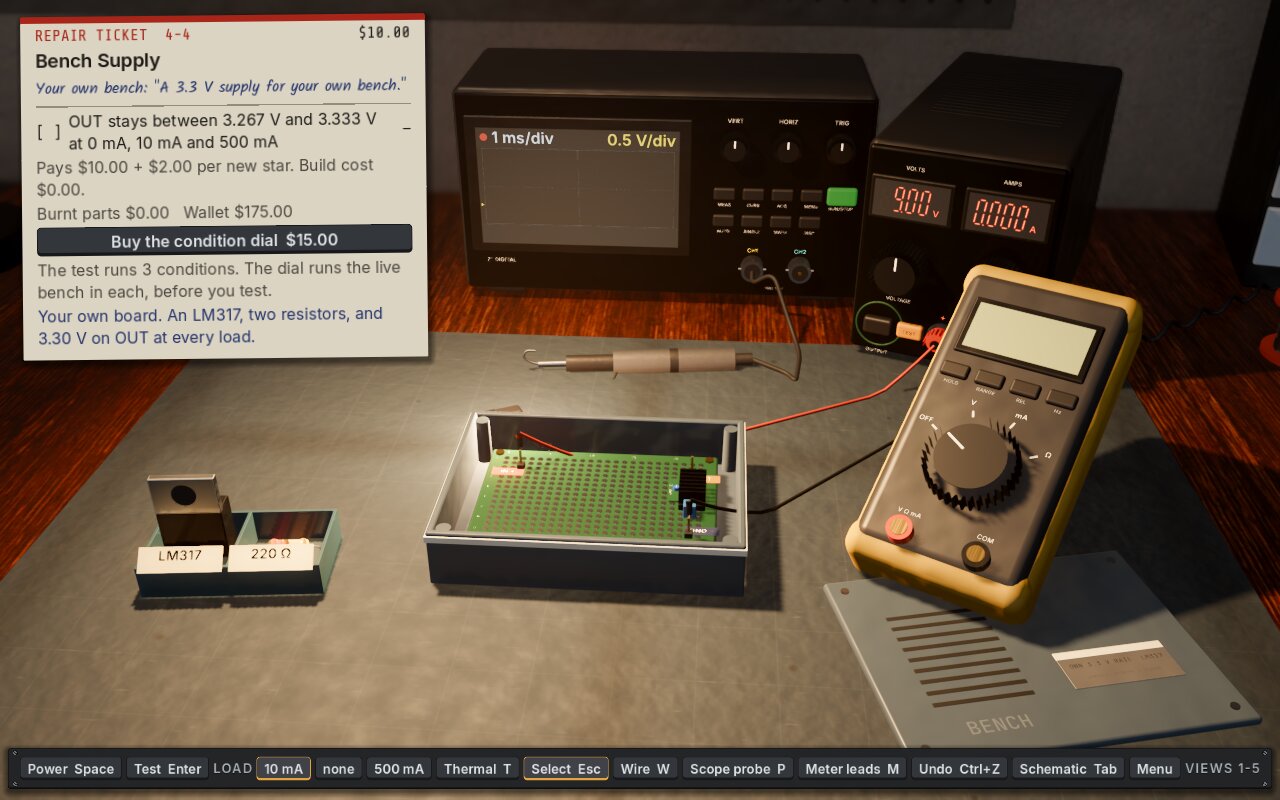 REPAIR TICKET 4-4 $10.00
Bench Supply
Your own bench: "A 3.3 V supply for your own bench."
[ ] OUT stays between 3.267 V and 3.333 V –
at 0 mA, 10 mA and 500 mA
Pays $10.00 + $2.00 per new star. Build cost
$0.00.
Burnt parts $0.00 Wallet $175.00
Buy the condition dial $15.00
The test runs 3 conditions. The dial runs the live
bench in each, before you test.
Your own board. An LM317, two resistors, and
3.30 V on OUT at every load.
1 ms/div 0.5 V/div
VERT HORIZ TRIG
CH1 CH2
VOLTS AMPS
9.00 V 0.000 A
VOLTAGE
OUTPUT
HOLD RANGE REL Hz
OFF V mA Ω
V Ω mA COM
LM317 220 Ω
BENCH
Power Space Test Enter LOAD 10 mA none 500 mA Thermal T Select Esc Wire W Scope probe P Meter leads M Undo Ctrl+Z Schematic Tab Menu VIEWS 1-5